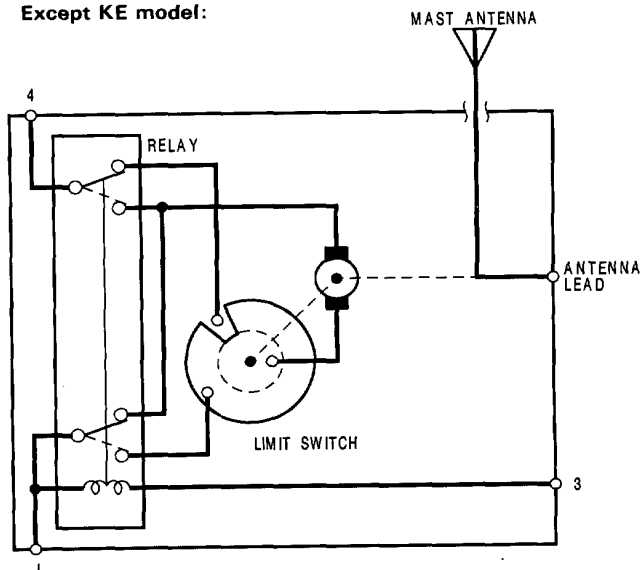 Except KE model:
MAST ANTENNA
4
RELAY
ANTENNA
LEAD
LIMIT SWITCH
3